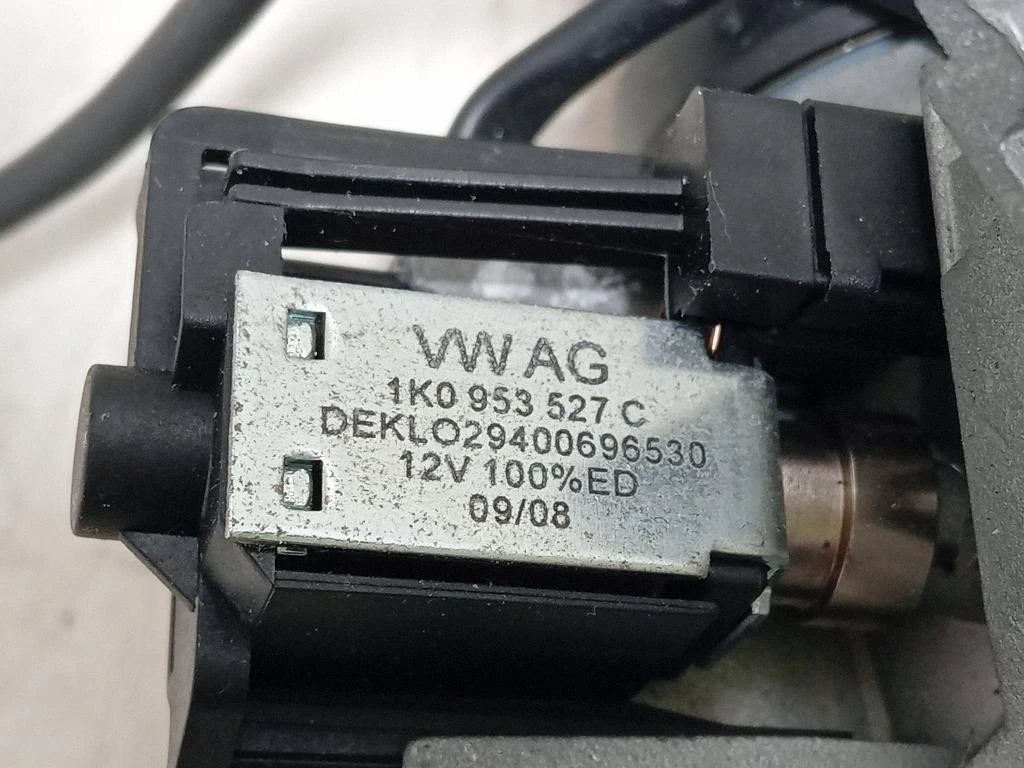 VW AG
1K0 953 527 C
DEKLO29400696530
12V 100%ED
09/08